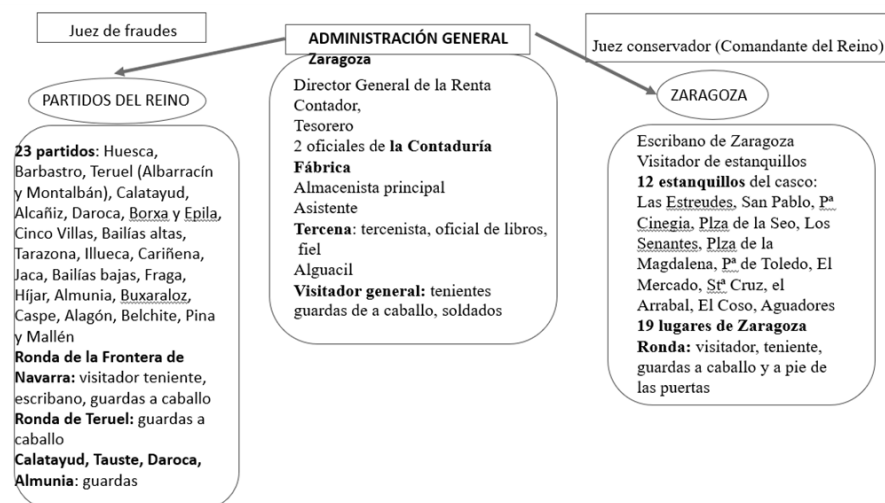 Juez de fraudes
ADMINISTRACIÓN GENERAL
Zaragoza
Juez conservador (Comandante del Reino)
PARTIDOS DEL REINO
23 partidos: Huesca,
Barbastro, Teruel (Albarracín
y Montalbán), Calatayud,
Alcañiz, Daroca, Borxa y Epila,
Cinco Villas, Bailías altas,
Tarazona, Illueca, Cariñena,
Jaca, Bailías bajas, Fraga,
Híjar, Almunia, Buxaraloz,
Caspe, Alagón, Belchite, Pina
y Mallén
Ronda de la Frontera de
Navarra: visitador teniente,
escribano, guardas a caballo
Ronda de Teruel: guardas a
caballo
Calatayud, Tauste, Daroca,
Almunia: guardas
Director General de la Renta
Contador,
Tesorero
2 oficiales de la Contaduría
Fábrica
Almacenista principal
Asistente
Tercena: tercenista, oficial de libros,
fiel
Alguacil
Visitador general: tenientes
guardas de a caballo, soldados
ZARAGOZA
Escribano de Zaragoza
Visitador de estanquillos
12 estanquillos del casco:
Las Estreudes, San Pablo, Pª
Cinegia, Plza de la Seo, Los
Senantes, Plza de la
Magdalena, Pª de Toledo, El
Mercado, Stª Cruz, el
Arrabal, El Coso, Aguadores
19 lugares de Zaragoza
Ronda: visitador, teniente,
guardas a caballo y a pie de
las puertas